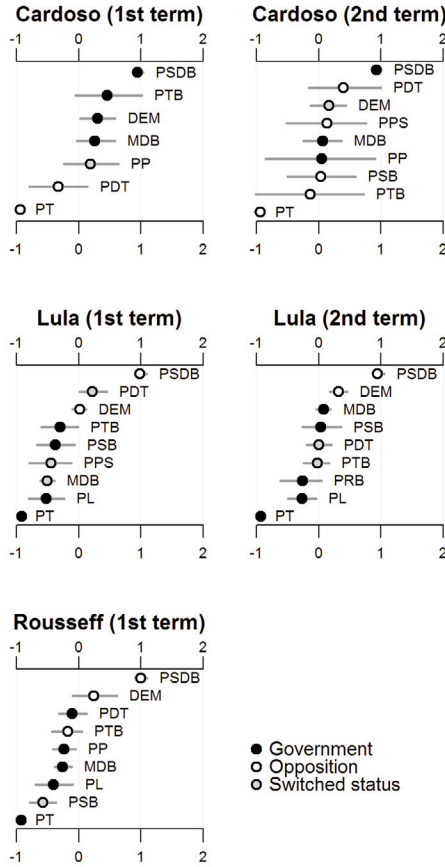 Cardoso (1st term)
-1 0 1 2
PSDB
PTB
DEM
MDB
PP
PDT
PT
-1 0 1 2
Cardoso (2nd term)
-1 0 1 2
PSDB
PDT
DEM
PPS
MDB
PP
PSB
PTB
PT
-1 0 1 2
Lula (1st term)
-1 0 1 2
PSDB
PDT
DEM
PTB
PSB
PPS
MDB
PL
PT
-1 0 1 2
Lula (2nd term)
-1 0 1 2
PSDB
DEM
MDB
PSB
PDT
PTB
PRB
PL
PT
-1 0 1 2
Rousseff (1st term)
-1 0 1 2
PSDB
DEM
PDT
PTB
PP
MDB
PL
PSB
PT
-1 0 1 2
Government
Opposition
Switched status